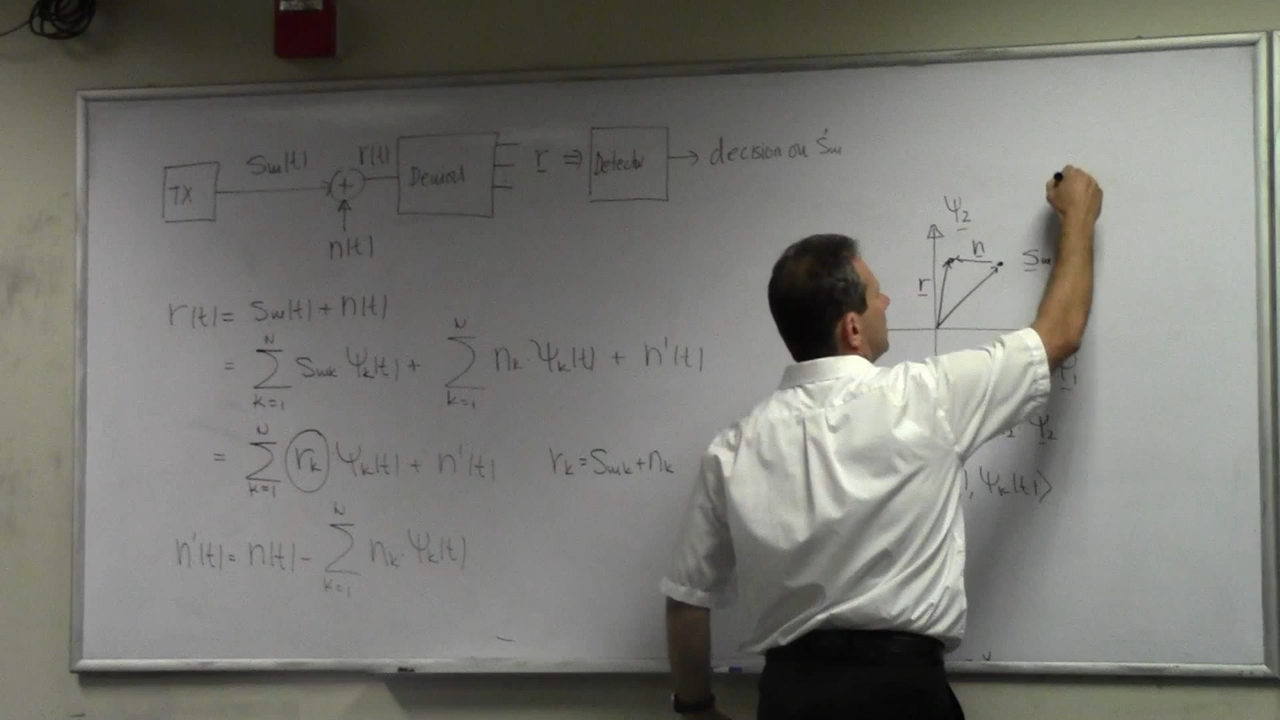 TX
Sm(t)
+
n(t)
r(t)
Demod
r ⇒
Detector
→ decision on Sm
r(t) = Sm(t) + n(t)
= ∑_{k=1}^{N} Smk Ψk(t) + ∑_{k=1}^{N} nk · Ψk(t) + n'(t)
= ∑_{k=1}^{N} rk Ψk(t) + n'(t) rk = Smk + nk
n'(t) = n(t) − ∑_{k=1}^{N} nk · Ψk(t)
Ψ2
n
Sm
r
Ψ2
, Ψk(t)⟩